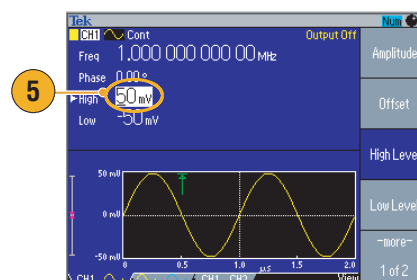 Tek Num
CH1 Cont Output Off
Freq 1.000 000 000 00 MHz
Phase 0.00 °
High 50 mV
Low -50 mV
5
Amplitude
Offset
High Level
Low Level
-more-
1 of 2
50 mV
0 mV
-50 mV
0 0.5 1.0 µs 1.5 2.0
CH1 CH1 CH2 View